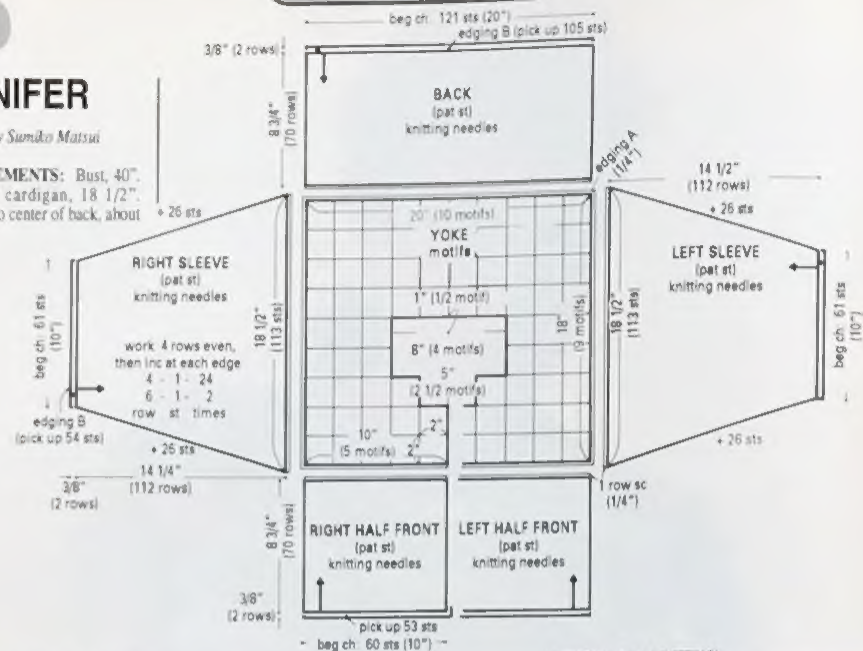 beg ch: 121 sts (20")
edging B (pick up 105 sts)
3/8" (2 rows)
NIFER
Sumiko Matsui
EMENTS: Bust, 40".
cardigan, 18 1/2".
o center of back, about
8 3/4"
(70 rows)
BACK
(pat st)
knitting needles
edging A
(1/4")
14 1/2"
(112 rows)
+ 26 sts
+ 26 sts
RIGHT SLEEVE
(pat st)
knitting needles
work 4 rows even,
then inc at each edge
4 - 1 - 24
6 - 1 - 2
row st times
beg ch: 61 sts
(10")
edging B
(pick up 54 sts)
+ 26 sts
14 1/4"
(112 rows)
3/8"
(2 rows)
18 1/2"
(113 sts)
20" (10 motifs)
YOKE
motifs
1" (1/2 motif)
8" (4 motifs)
5"
(2 1/2 motifs)
18"
(9 motifs)
10"
(5 motifs)
2"
2"
18 1/2"
(113 sts)
LEFT SLEEVE
(pat st)
knitting needles
beg ch: 61 sts
(10")
+ 26 sts
1 row sc
(1/4")
8 3/4"
(70 rows)
RIGHT HALF FRONT
(pat st)
knitting needles
LEFT HALF FRONT
(pat st)
knitting needles
3/8"
(2 rows)
pick up 53 sts
beg ch: 60 sts (10")